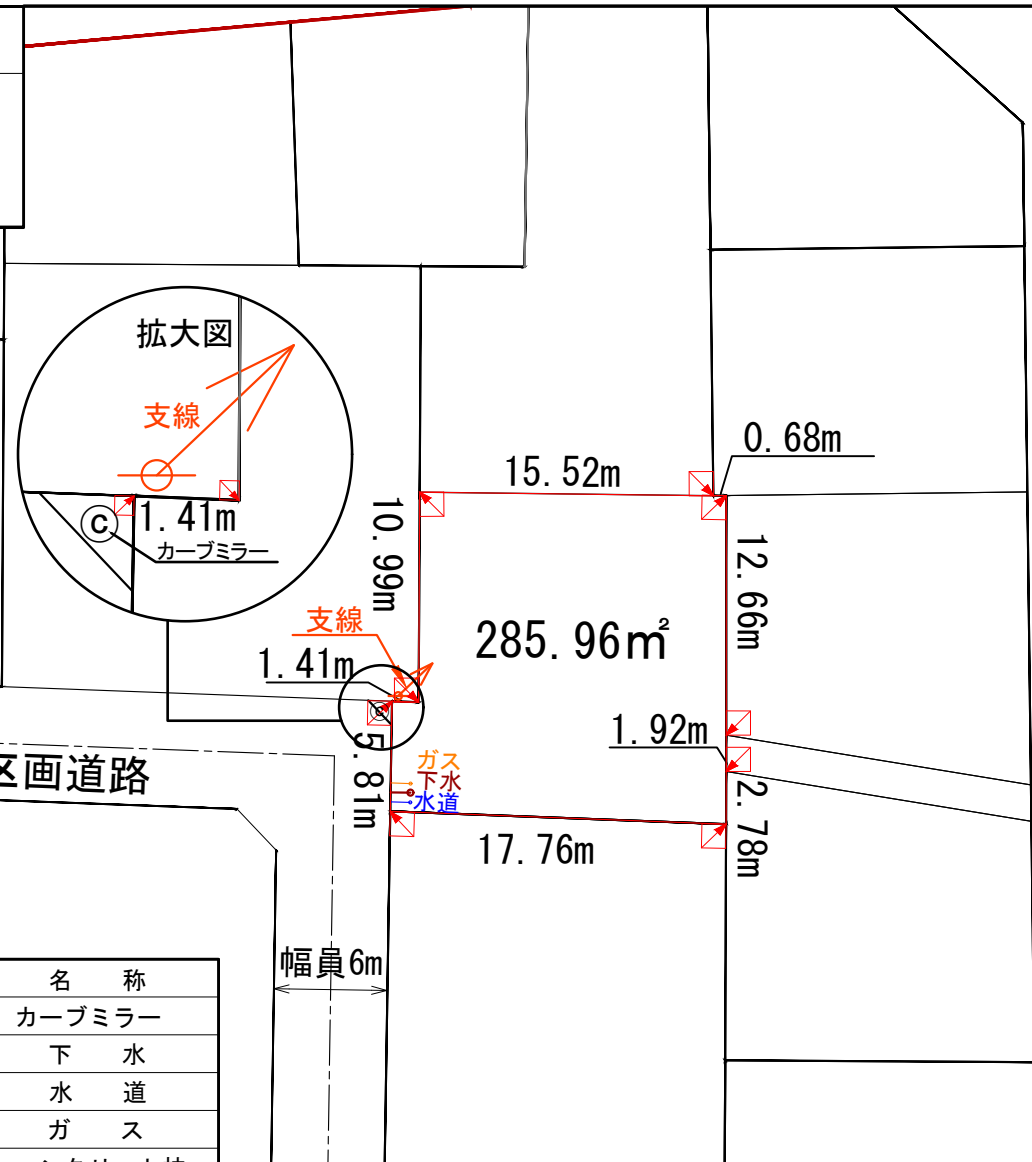 拡大図
支線
1.41m
C
カーブミラー
15.52m
0.68m
10.99m
12.66m
285.96㎡
支線
1.41m
C
5.81m
1.92m
ガス
下水
水道
2.78m
17.76m
区画道路
幅員6m
名 称
カーブミラー
下 水
水 道
ガ ス